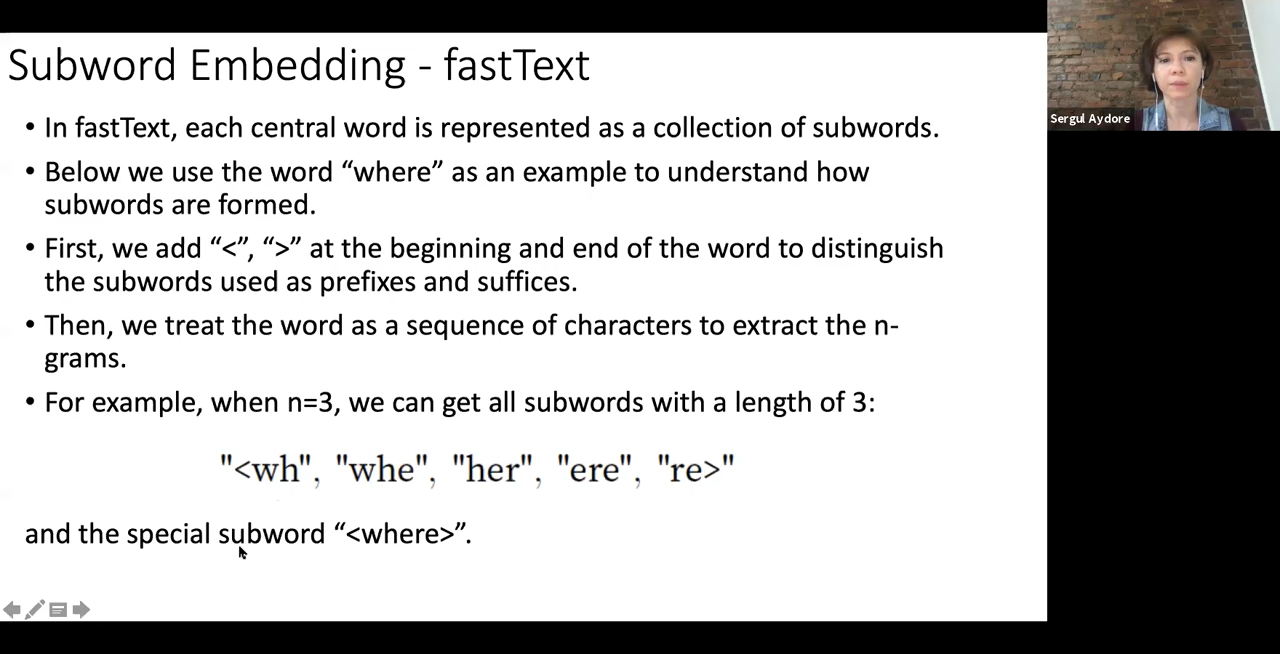 Subword Embedding - fastText
• In fastText, each central word is represented as a collection of subwords.
• Below we use the word “where” as an example to understand how
subwords are formed.
• First, we add “<”, “>” at the beginning and end of the word to distinguish
the subwords used as prefixes and suffices.
• Then, we treat the word as a sequence of characters to extract the n-
grams.
• For example, when n=3, we can get all subwords with a length of 3:
"<wh", "whe", "her", "ere", "re>"
and the special subword “<where>”.
Sergul Aydore